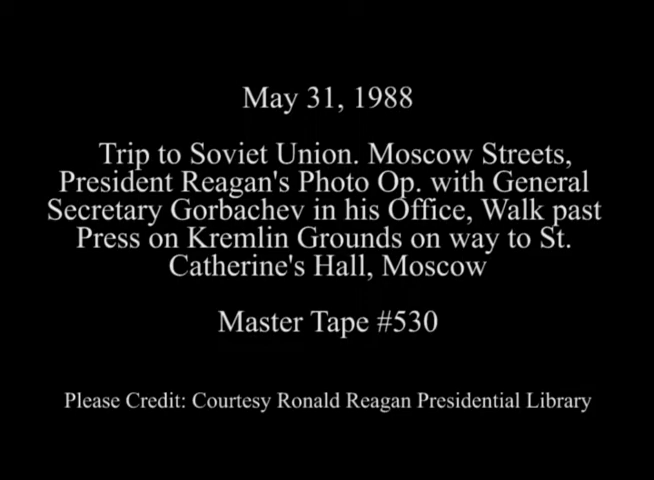 May 31, 1988
Trip to Soviet Union. Moscow Streets,
President Reagan's Photo Op. with General
Secretary Gorbachev in his Office, Walk past
Press on Kremlin Grounds on way to St.
Catherine's Hall, Moscow
Master Tape #530
Please Credit: Courtesy Ronald Reagan Presidential Library